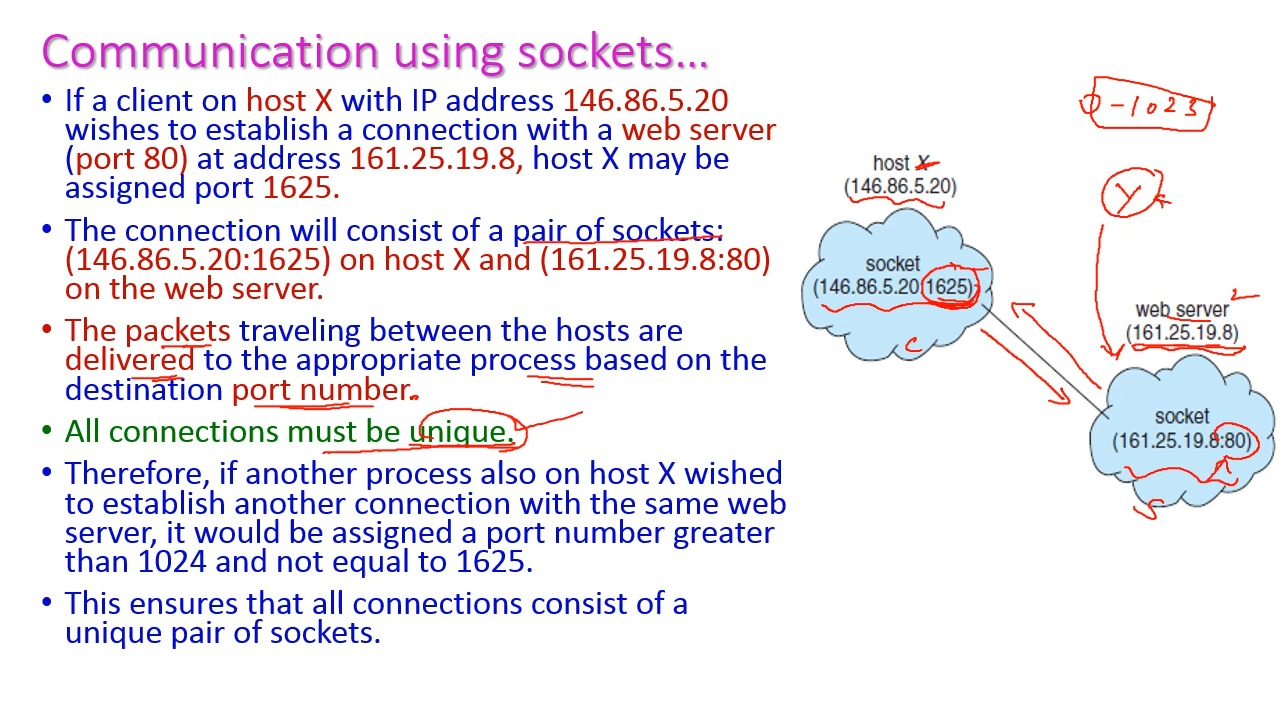 Communication using sockets…
• If a client on host X with IP address 146.86.5.20
wishes to establish a connection with a web server
(port 80) at address 161.25.19.8, host X may be
assigned port 1625.
• The connection will consist of a pair of sockets:
(146.86.5.20:1625) on host X and (161.25.19.8:80)
on the web server.
• The packets traveling between the hosts are
delivered to the appropriate process based on the
destination port number.
• All connections must be unique.
• Therefore, if another process also on host X wished
to establish another connection with the same web
server, it would be assigned a port number greater
than 1024 and not equal to 1625.
• This ensures that all connections consist of a
unique pair of sockets.
0-1023
host X
(146.86.5.20)
Y
socket
(146.86.5.20:1625)
C
web server
(161.25.19.8)
socket
(161.25.19.8:80)
S